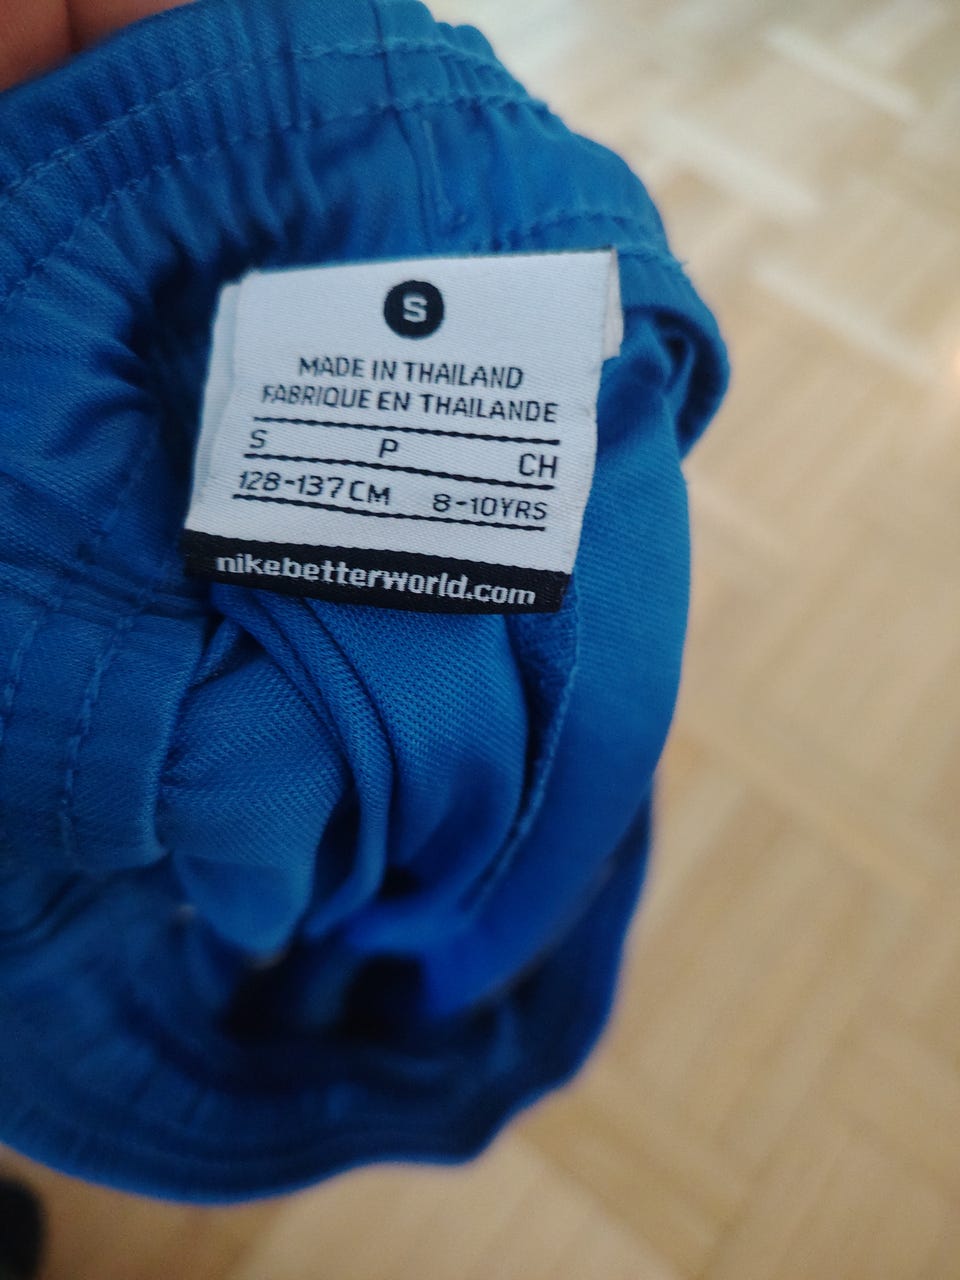 S
MADE IN THAILAND
FABRIQUE EN THAILANDE
S P CH
128-137CM 8-10YRS
nikebetterworld.com